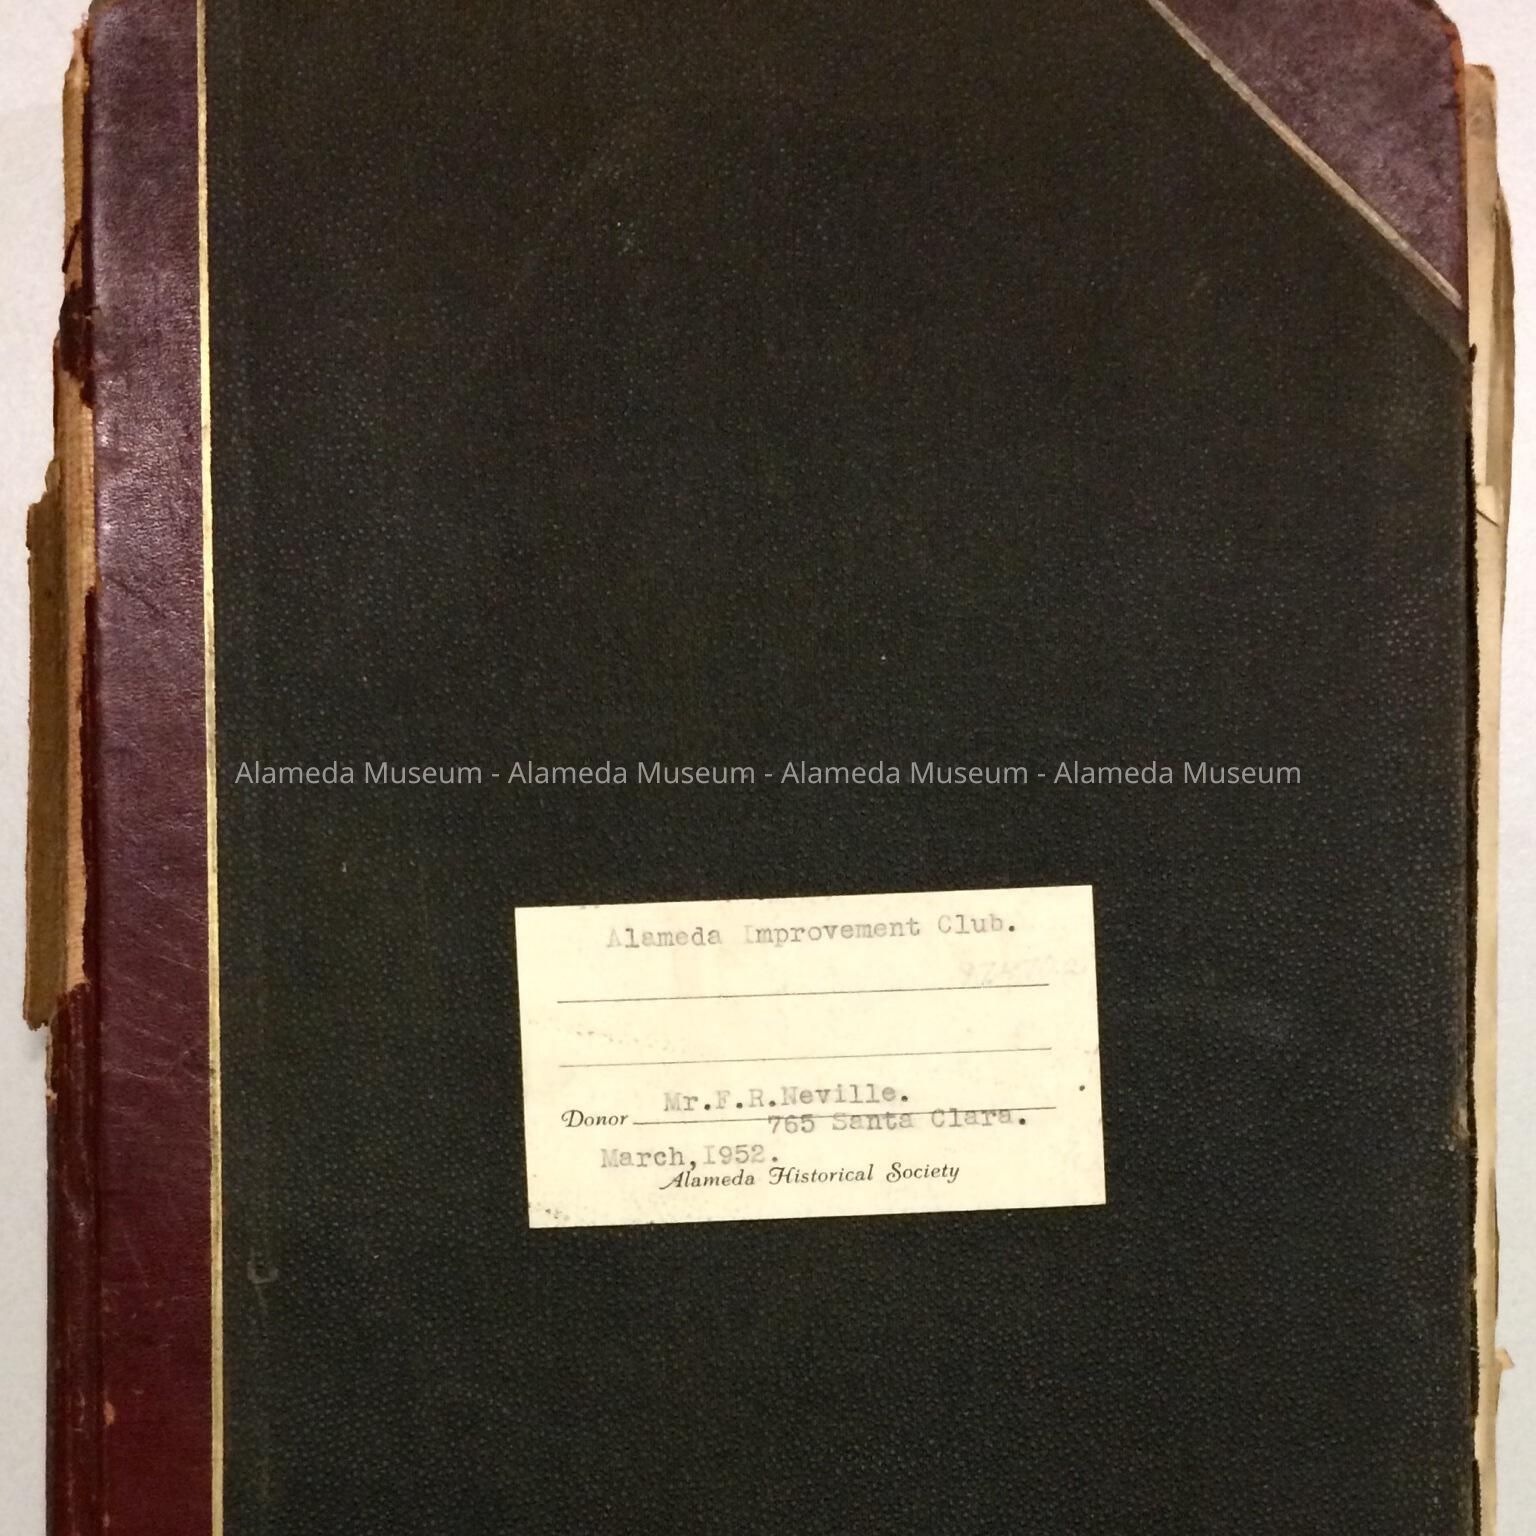 Alameda Museum - Alameda Museum - Alameda Museum - Alameda Museum
Alameda Improvement Club.
Mr.F.R.Neville.
Donor
765 Santa Clara.
March,I952.
Alameda Historical Society